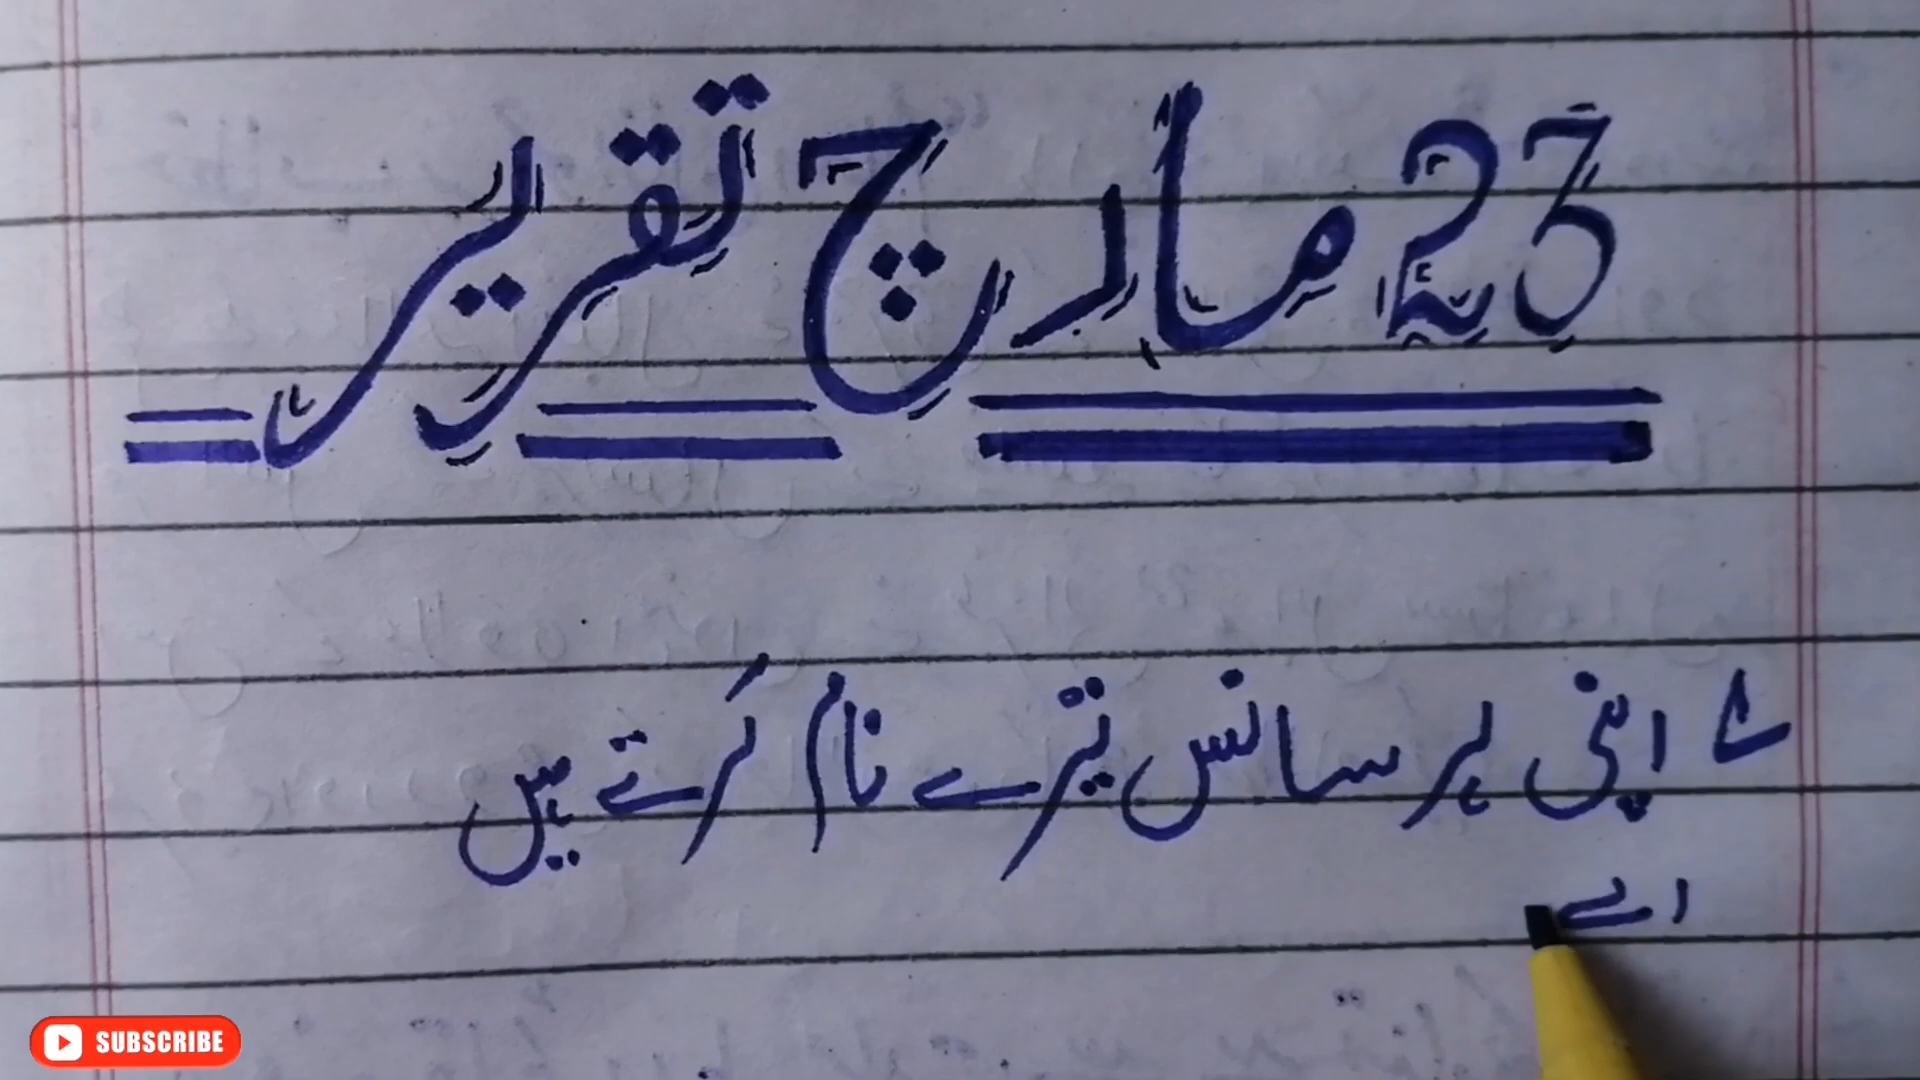 23 مارچ تقریر
؎ اپنی ہر سانس تیرے نام کرتے ہیں
اے
SUBSCRIBE